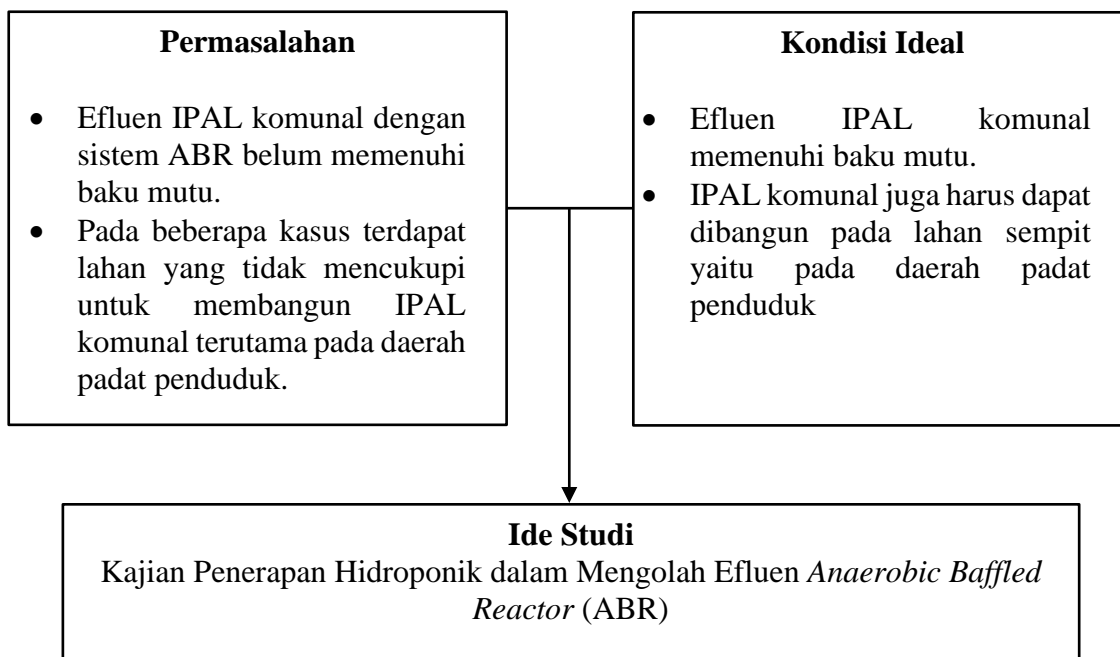 Permasalahan
• Efluen IPAL komunal dengan
sistem ABR belum memenuhi
baku mutu.
• Pada beberapa kasus terdapat
lahan yang tidak mencukupi
untuk membangun IPAL
komunal terutama pada daerah
padat penduduk.
Kondisi Ideal
• Efluen IPAL komunal
memenuhi baku mutu.
• IPAL komunal juga harus dapat
dibangun pada lahan sempit
yaitu pada daerah padat
penduduk
Ide Studi
Kajian Penerapan Hidroponik dalam Mengolah Efluen Anaerobic Baffled
Reactor (ABR)